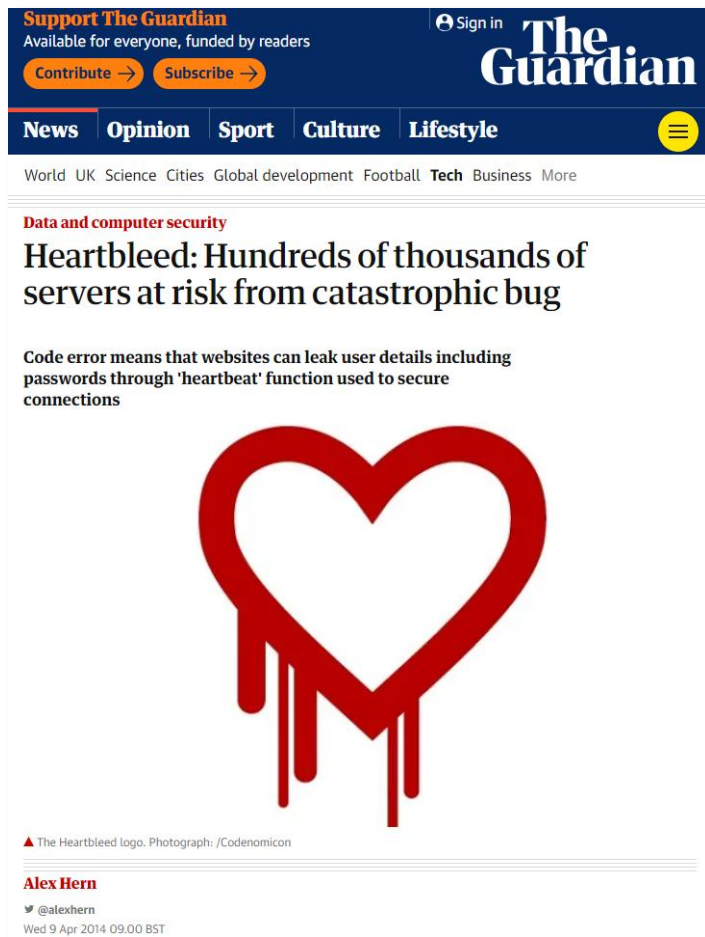 Support The Guardian
Available for everyone, funded by readers
Contribute →
Subscribe →
Sign in
The
Guardian
News
Opinion
Sport
Culture
Lifestyle
World UK Science Cities Global development Football Tech Business More
Data and computer security
Heartbleed: Hundreds of thousands of
servers at risk from catastrophic bug
Code error means that websites can leak user details including
passwords through 'heartbeat' function used to secure
connections
The Heartbleed logo. Photograph: /Codenomicon
Alex Hern
@alexhern
Wed 9 Apr 2014 09.00 BST